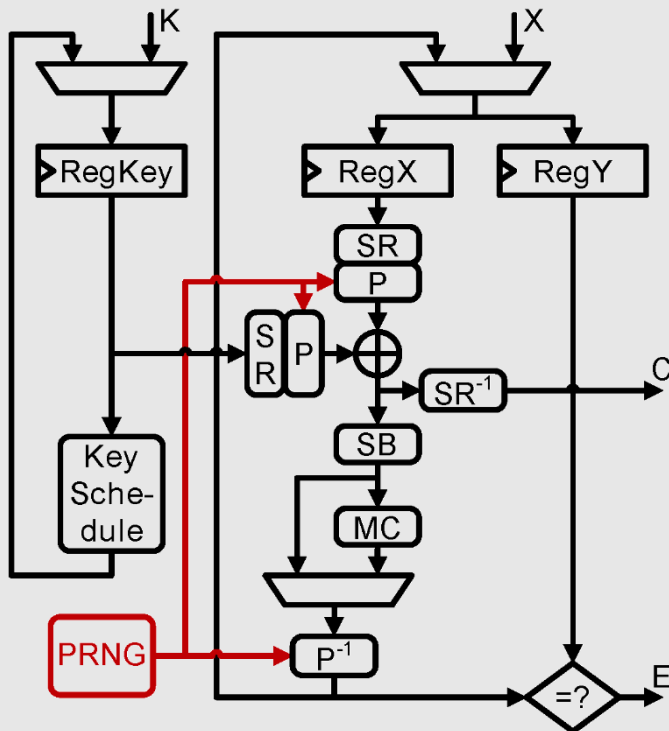 K
X
RegKey
RegX
RegY
SR
P
S
R
P
SR⁻¹
C
SB
Key
Sche-
dule
MC
PRNG
P⁻¹
=?
E